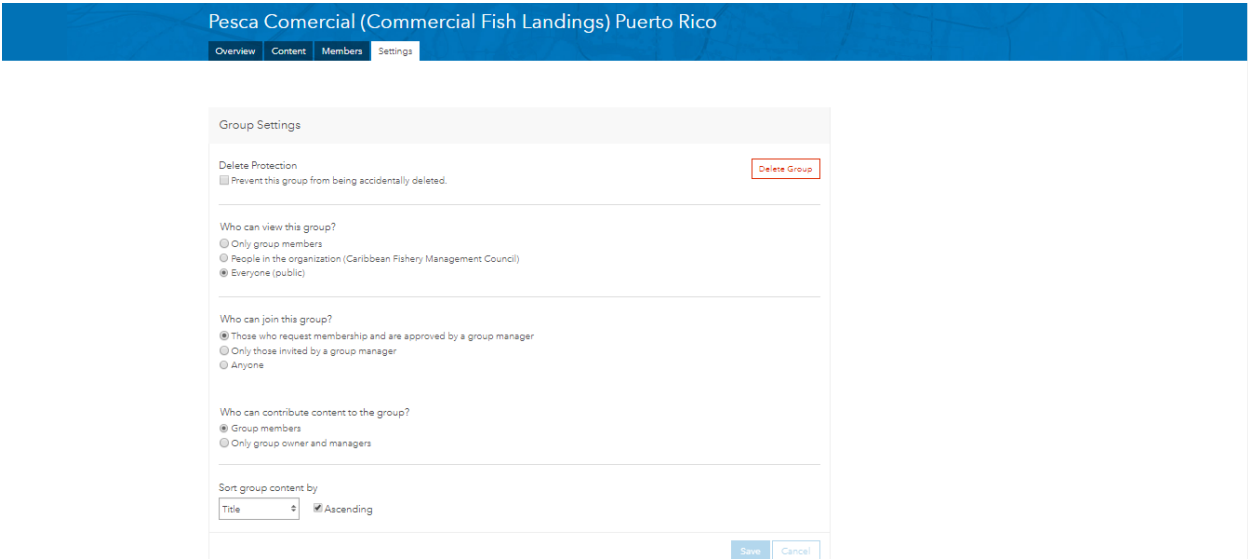 Pesca Comercial (Commercial Fish Landings) Puerto Rico
Overview Content Members Settings
Group Settings
Delete Protection
Delete Group
Prevent this group from being accidentally deleted.
Who can view this group?
Only group members
People in the organization (Caribbean Fishery Management Council)
Everyone (public)
Who can join this group?
Those who request membership and are approved by a group manager
Only those invited by a group manager
Anyone
Who can contribute content to the group?
Group members
Only group owner and managers
Sort group content by
Title Ascending
Save Cancel